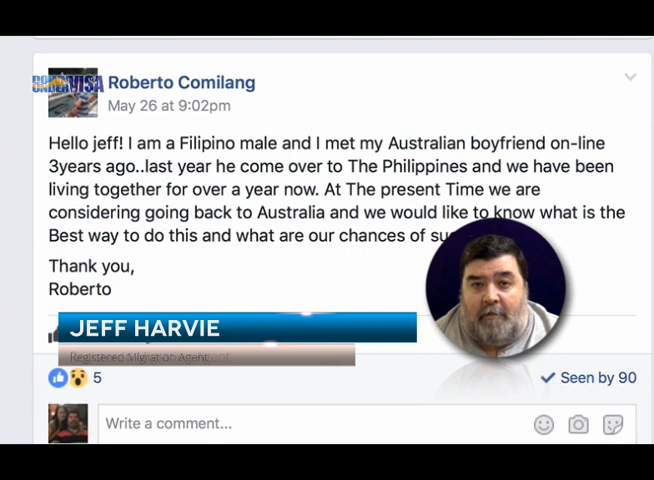 DOWN UNDER VISA
Roberto Comilang
May 26 at 9:02pm
Hello jeff! I am a Filipino male and I met my Australian boyfriend on-line
3years ago..last year he come over to The Philippines and we have been
living together for over a year now. At The present Time we are
considering going back to Australia and we would like to know what is the
Best way to do this and what are our chances of
Thank you,
Roberto
JEFF HARVIE
Registered Migration Agent
5
Seen by 90
Write a comment...